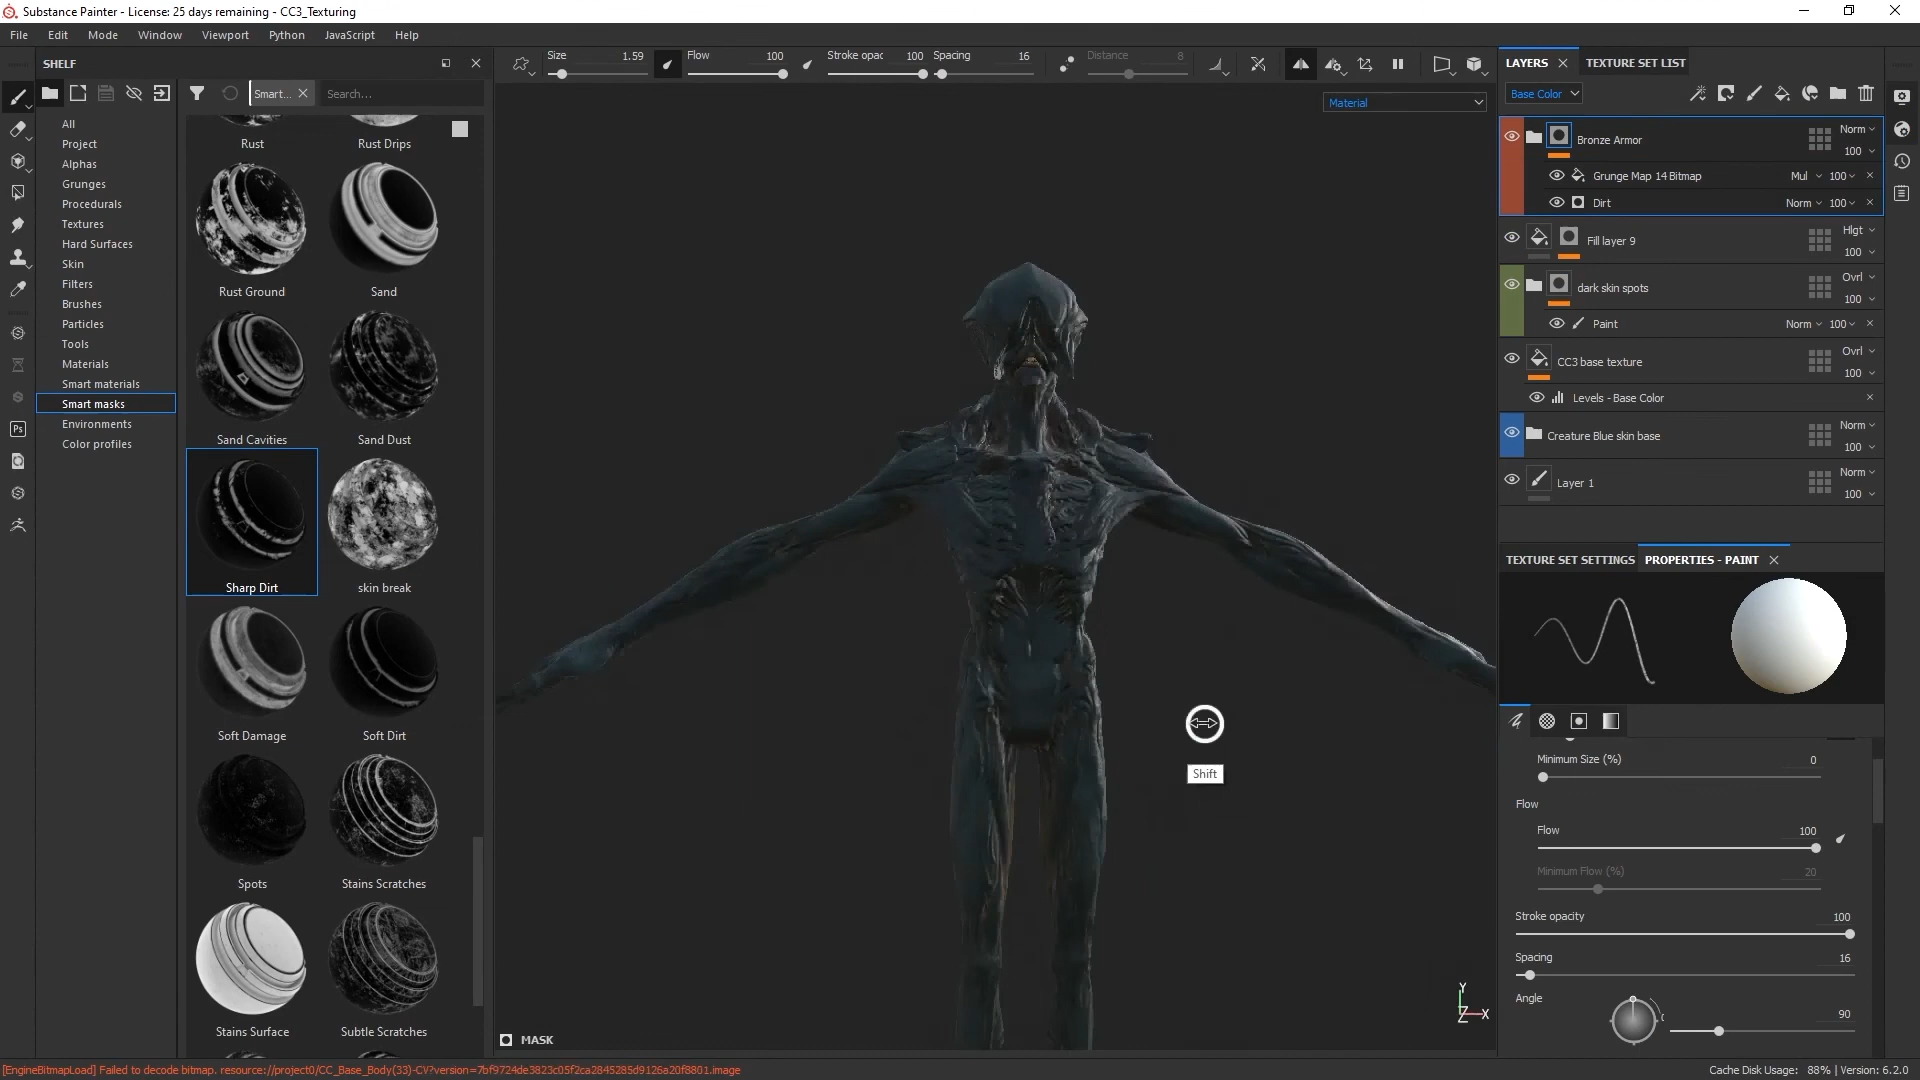 Substance Painter - License: 25 days remaining - CC3_Texturing
File Edit Mode Window Viewport Python JavaScript Help
SHELF
Size 1.59 Flow 100 Stroke opac 100 Spacing 16 Distance 8
Smart... Search...
Material
LAYERS TEXTURE SET LIST
Base Color
All
Project
Alphas
Grunges
Procedurals
Textures
Hard Surfaces
Skin
Filters
Brushes
Particles
Tools
Materials
Smart materials
Smart masks
Environments
Color profiles
Ps
Rust Rust Drips
Rust Ground Sand
Sand Cavities Sand Dust
Sharp Dirt skin break
Soft Damage Soft Dirt
Spots Stains Scratches
Stains Surface Subtle Scratches
Shift
Y
Z X
MASK
Bronze Armor Norm
100
Grunge Map 14 Bitmap Mul 100
Dirt Norm 100
Fill layer 9 Hlgt
100
dark skin spots Ovrl
100
Paint Norm 100
CC3 base texture Ovrl
100
Levels - Base Color
Creature Blue skin base Norm
100
Layer 1 Norm
100
TEXTURE SET SETTINGS PROPERTIES - PAINT
Minimum Size (%) 0
Flow
Flow 100
Minimum Flow (%) 20
Stroke opacity 100
Spacing 16
Angle
90
[EngineBitmapLoad] Failed to decode bitmap. resource://project0/CC_Base_Body(33)-CV?version=7bf9724de3823c05f2ca2845285d9126a20f8801.image
Cache Disk Usage: 88% | Version: 6.2.0